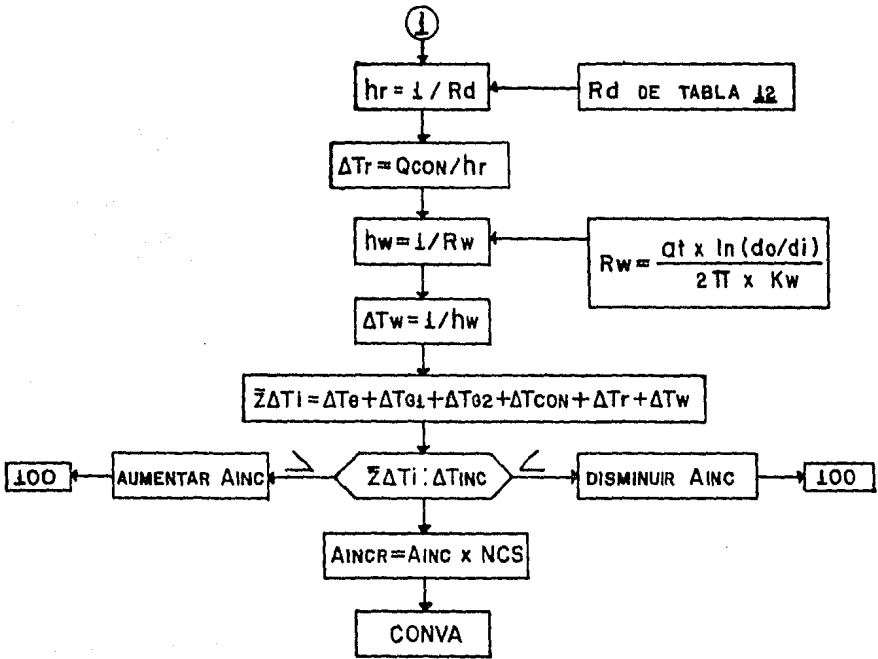 1
hr = 1 / Rd
Rd DE TABLA 12
ΔTr = QCON/hr
hw = 1/Rw
Rw = at x ln (do/di) / 2π x Kw
ΔTw = 1/hw
ΣΔTi = ΔTB + ΔTG1 + ΔTG2 + ΔTCON + ΔTr + ΔTw
100
AUMENTAR AINC
>
ΣΔTi : ΔTINC
<
DISMINUIR AINC
100
AINCR = AINC x NCS
CONVA